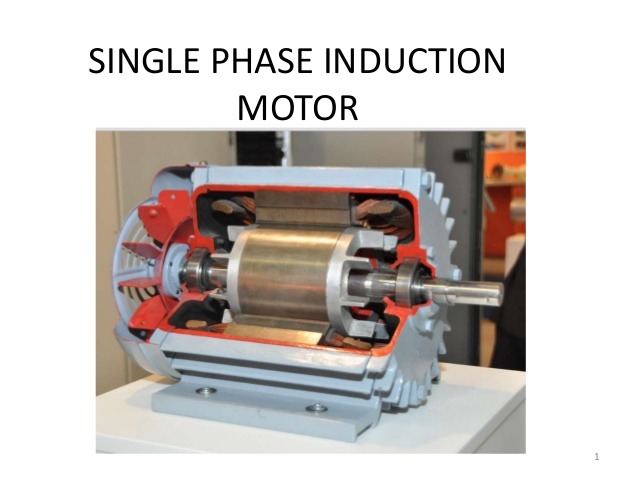 SINGLE PHASE INDUCTION
MOTOR
1